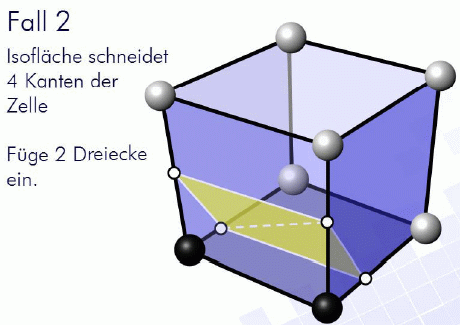 Fall 2
Isofläche schneidet
4 Kanten der
Zelle
Füge 2 Dreiecke
ein.